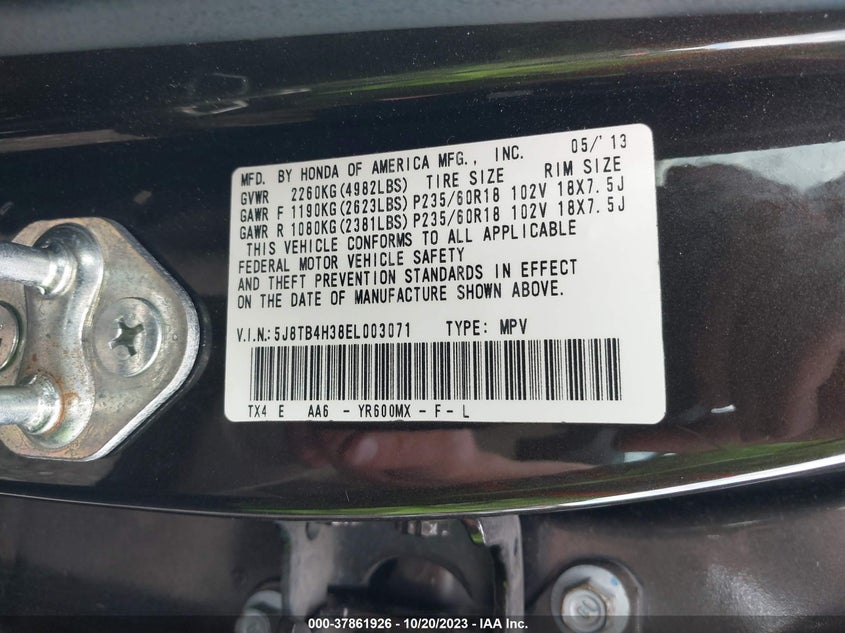 MFD. BY HONDA OF AMERICA MFG., INC. 05/'13
GVWR 2260KG(4982LBS) TIRE SIZE RIM SIZE
GAWR F 1190KG(2623LBS)P235/60R18 102V 18X7.5J
GAWR R 1080KG(2381LBS)P235/60R18 102V 18X7.5J
THIS VEHICLE CONFORMS TO ALL APPLICABLE
FEDERAL MOTOR VEHICLE SAFETY
AND THEFT PREVENTION STANDARDS IN EFFECT
ON THE DATE OF MANUFACTURE SHOWN ABOVE.
V.I.N.:5J8TB4H38EL003071 TYPE: MPV
TX4 E AA6 - YR600MX - F - L
000-37861926 - 10/20/2023 - IAA Inc.